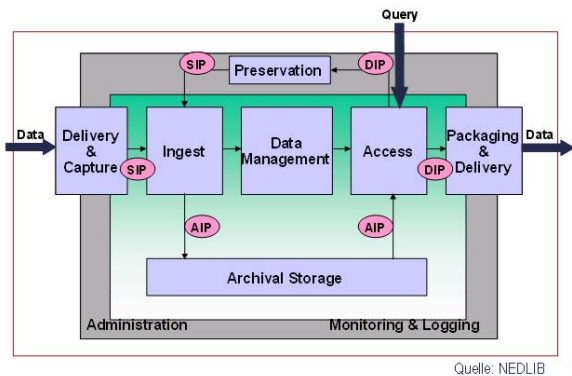 Query
SIP
Preservation
DIP
Data
Delivery
&
Capture
SIP
Ingest
Data
Management
Access
DIP
Packaging
&
Delivery
Data
AIP
AIP
Archival Storage
Administration
Monitoring & Logging
Quelle: NEDLIB